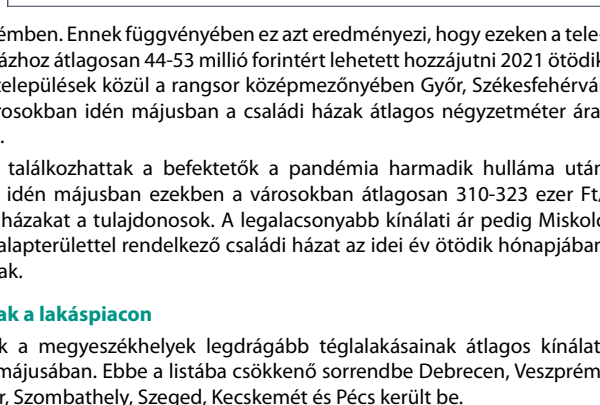 émben. Ennek függvényében ez azt eredményezi, hogy ezeken a tele-
ázhoz átlagosan 44-53 millió forintért lehetett hozzájutni 2021 ötödik
települések közül a rangsor középmezőnyében Győr, Székesfehérvá
rosokban idén májusban a családi házak átlagos négyzetméter ára
.
találkozhattak a befektetők a pandémia harmadik hulláma utár
idén májusban ezekben a városokban átlagosan 310-323 ezer Ft/
házakat a tulajdonosok. A legalacsonyabb kínálati ár pedig Miskolc
alapterülettel rendelkező családi házat az idei év ötödik hónapjában
ak.
ak a lakáspiacon
k a megyeszékhelyek legdrágább téglalakásainak átlagos kínálat
májusában. Ebbe a listába csökkenő sorrendbe Debrecen, Veszprém
r, Szombathely, Szeged, Kecskemét és Pécs került be.